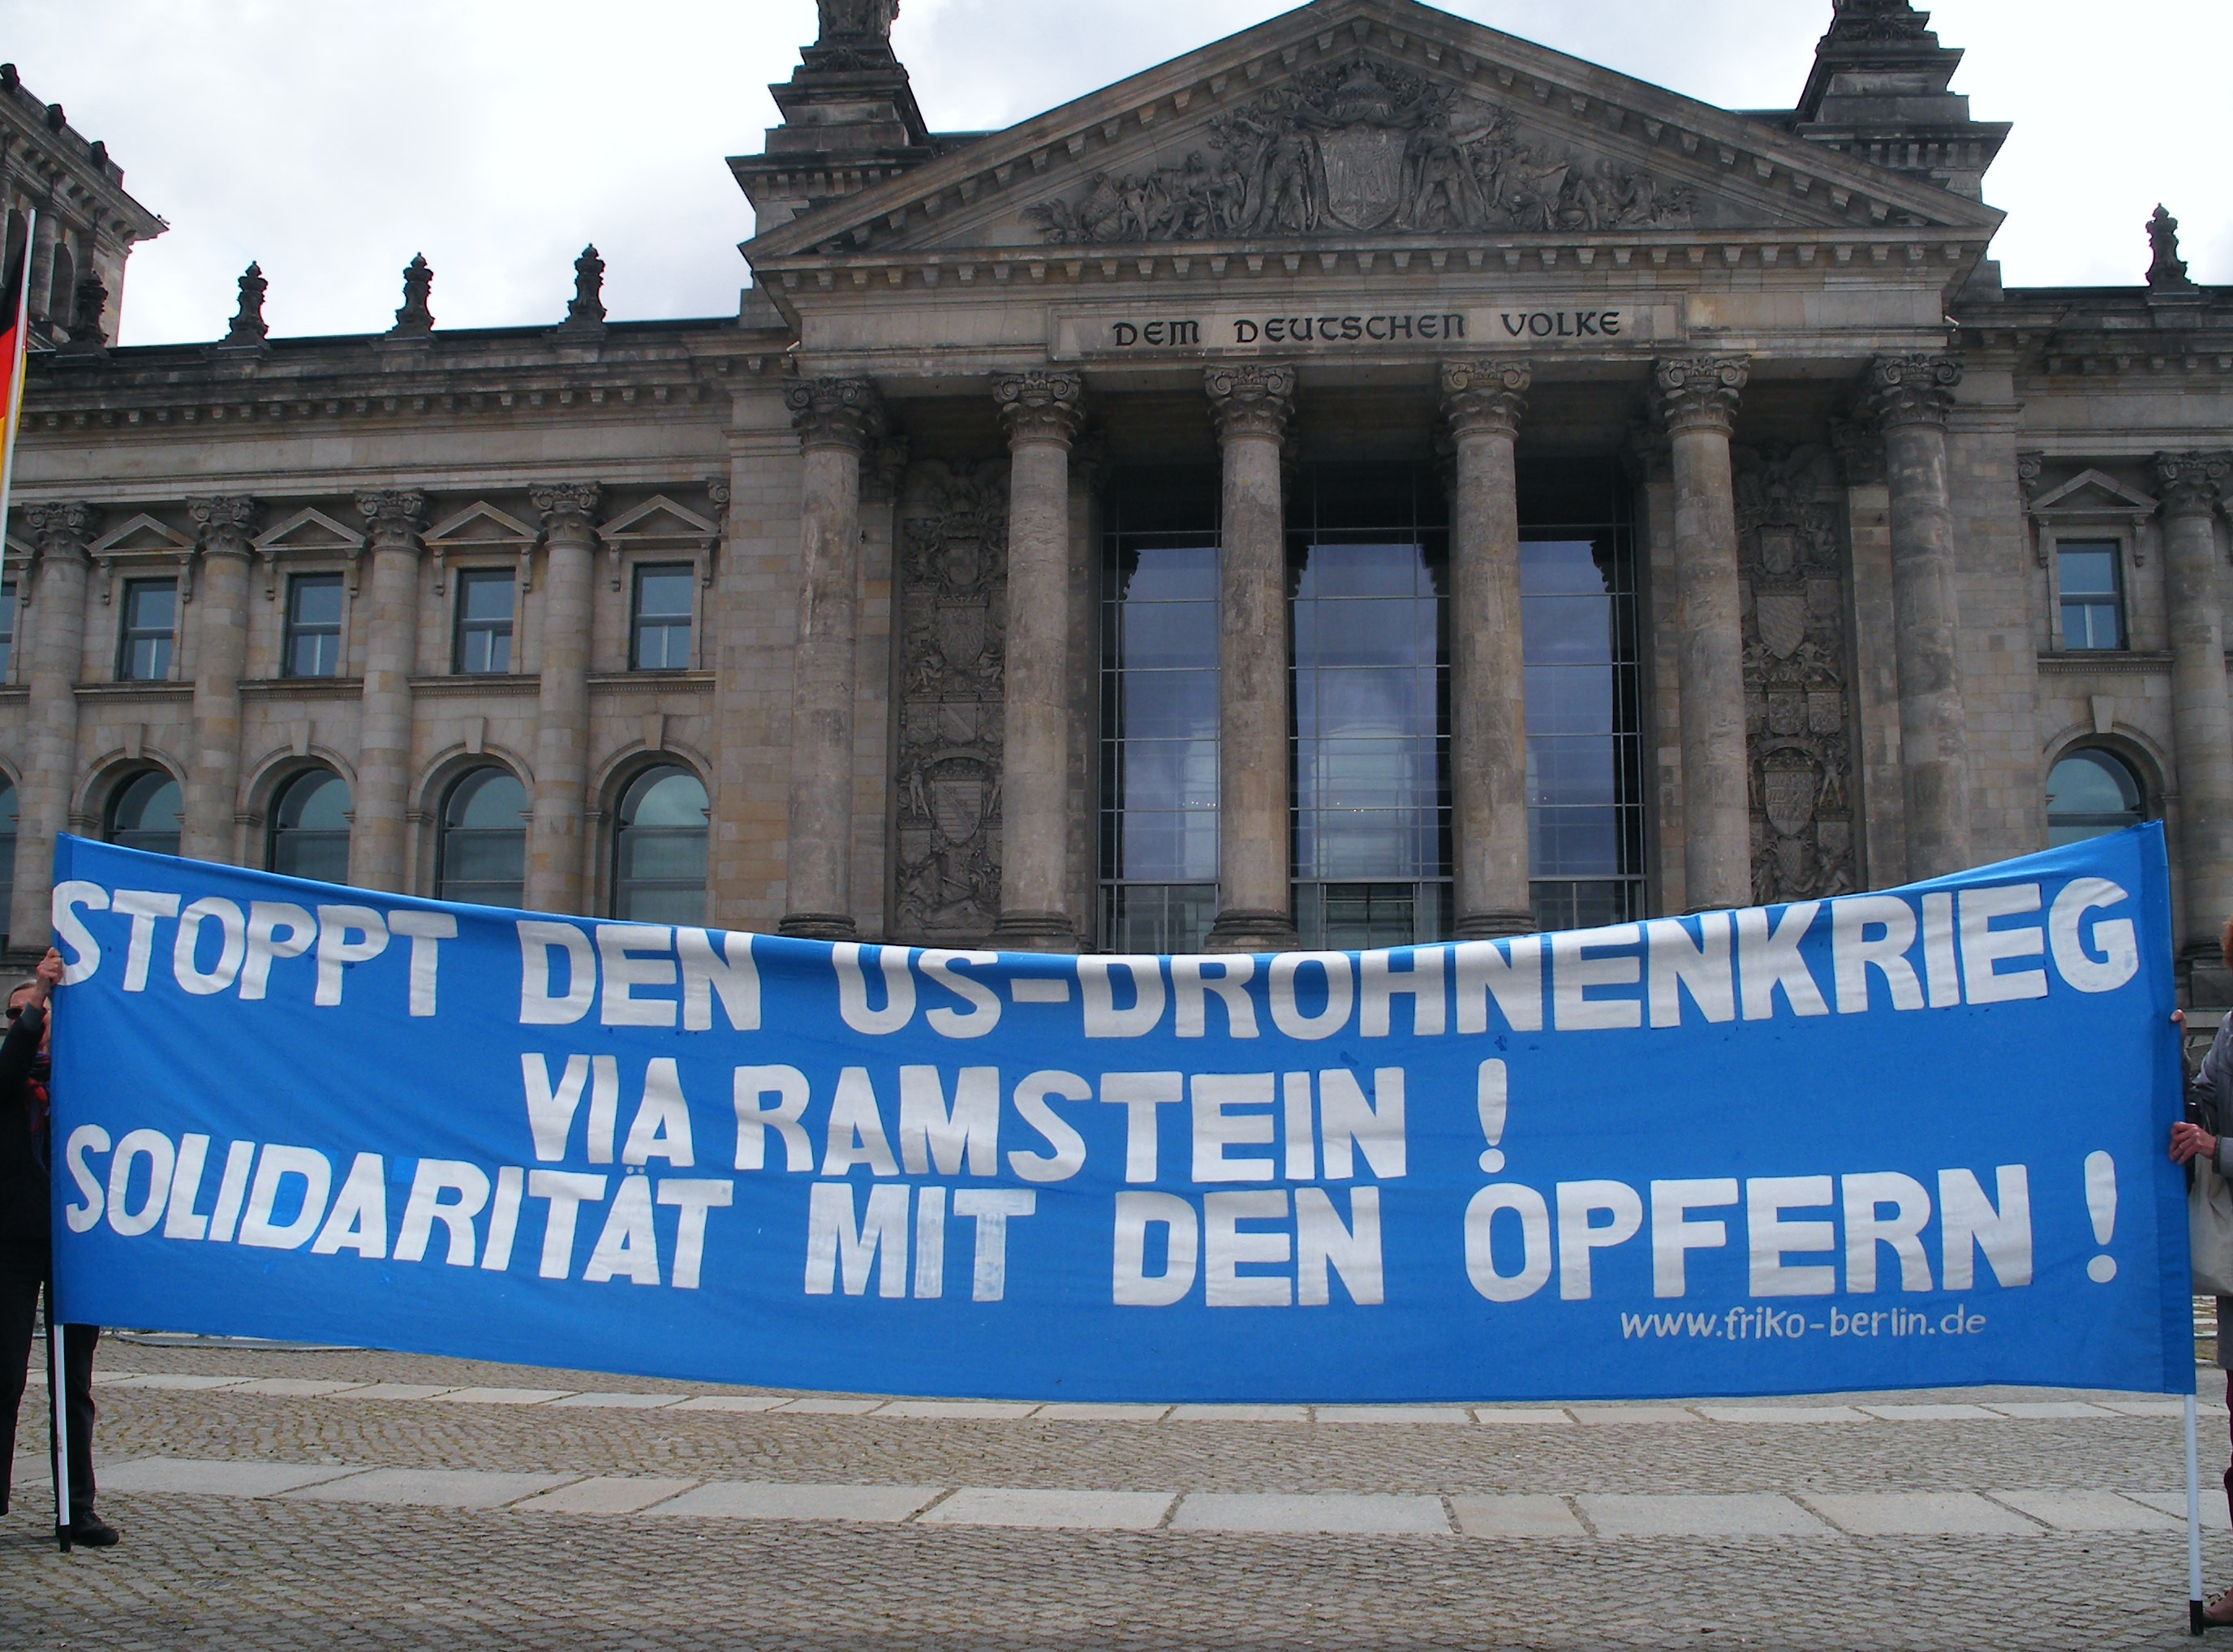 DEM DEUTSCHEN VOLKE
STOPPT DEN US-DROHNENKRIEG
VIA RAMSTEIN !
SOLIDARITÄT MIT DEN OPFERN !
www.friko-berlin.de